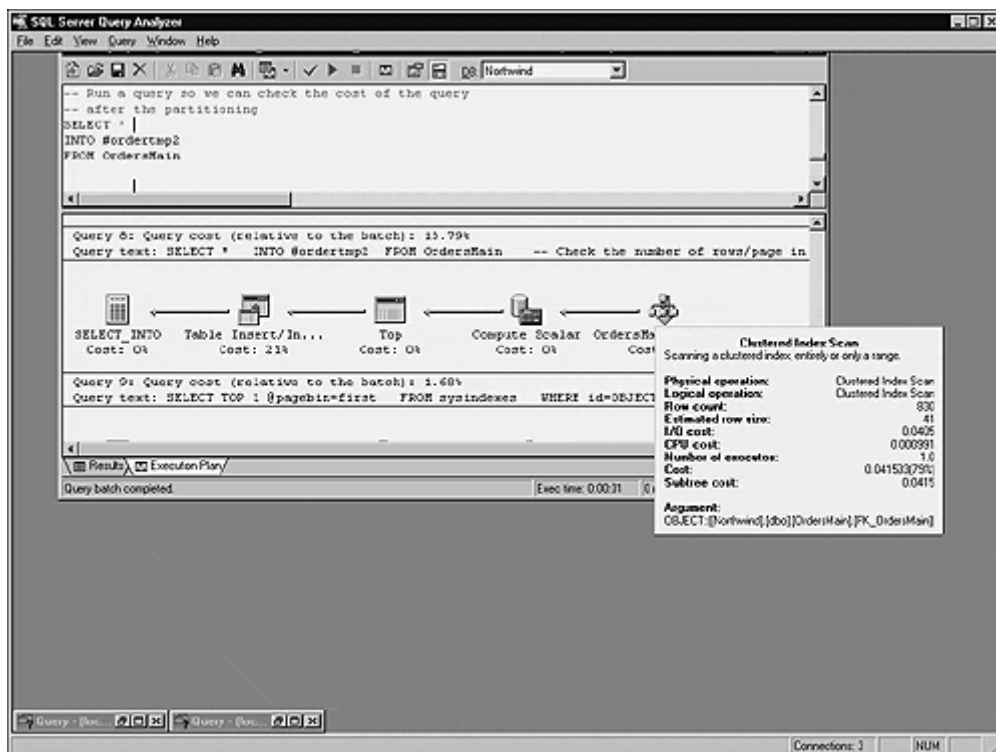 SQL Server Query Analyzer
File Edit View Query Window Help
DB: Northwind
-- Run a query so we can check the cost of the query
-- after the partitioning
SELECT *
INTO #ordertmp2
FROM OrdersMain
Query 8: Query cost (relative to the batch): 15.79%
Query text: SELECT * INTO #ordertmp2 FROM OrdersMain -- Check the number of rows/page in
SELECT_INTO Table Insert/In... Top Compute Scalar OrdersMa
Cost: 0% Cost: 21% Cost: 0% Cost: 0% Cos
Query 9: Query cost (relative to the batch): 1.68%
Query text: SELECT TOP 1 @pagebin=first FROM sysindexes WHERE id=OBJECT
Clustered Index Scan
Scanning a clustered index, entirely or only a range.
Physical operation: Clustered Index Scan
Logical operation: Clustered Index Scan
Row count: 830
Estimated row size: 41
I/O cost: 0.0405
CPU cost: 0.000991
Number of executes: 1.0
Cost: 0.041533(79%)
Subtree cost: 0.0415
Argument:
OBJECT:([Northwind].[dbo].[OrdersMain].[PK_OrdersMain])
Results Execution Plan
Query batch completed. Exec time: 0:00:31
Query - (loc... Query - (loc...
Connections: 3 NUM